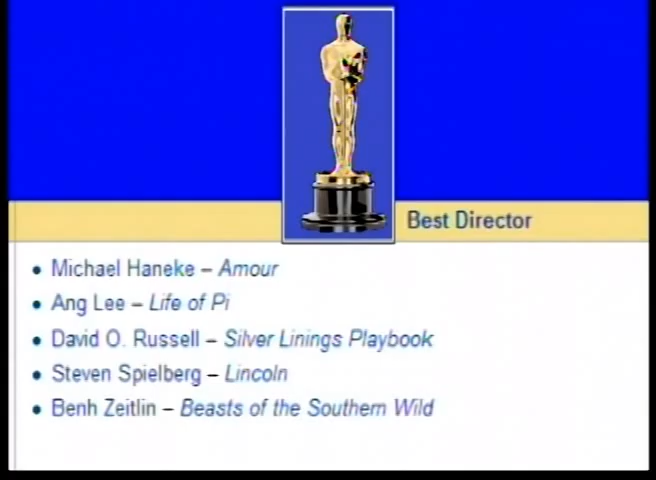 Best Director
• Michael Haneke – Amour
• Ang Lee – Life of Pi
• David O. Russell – Silver Linings Playbook
• Steven Spielberg – Lincoln
• Benh Zeitlin – Beasts of the Southern Wild